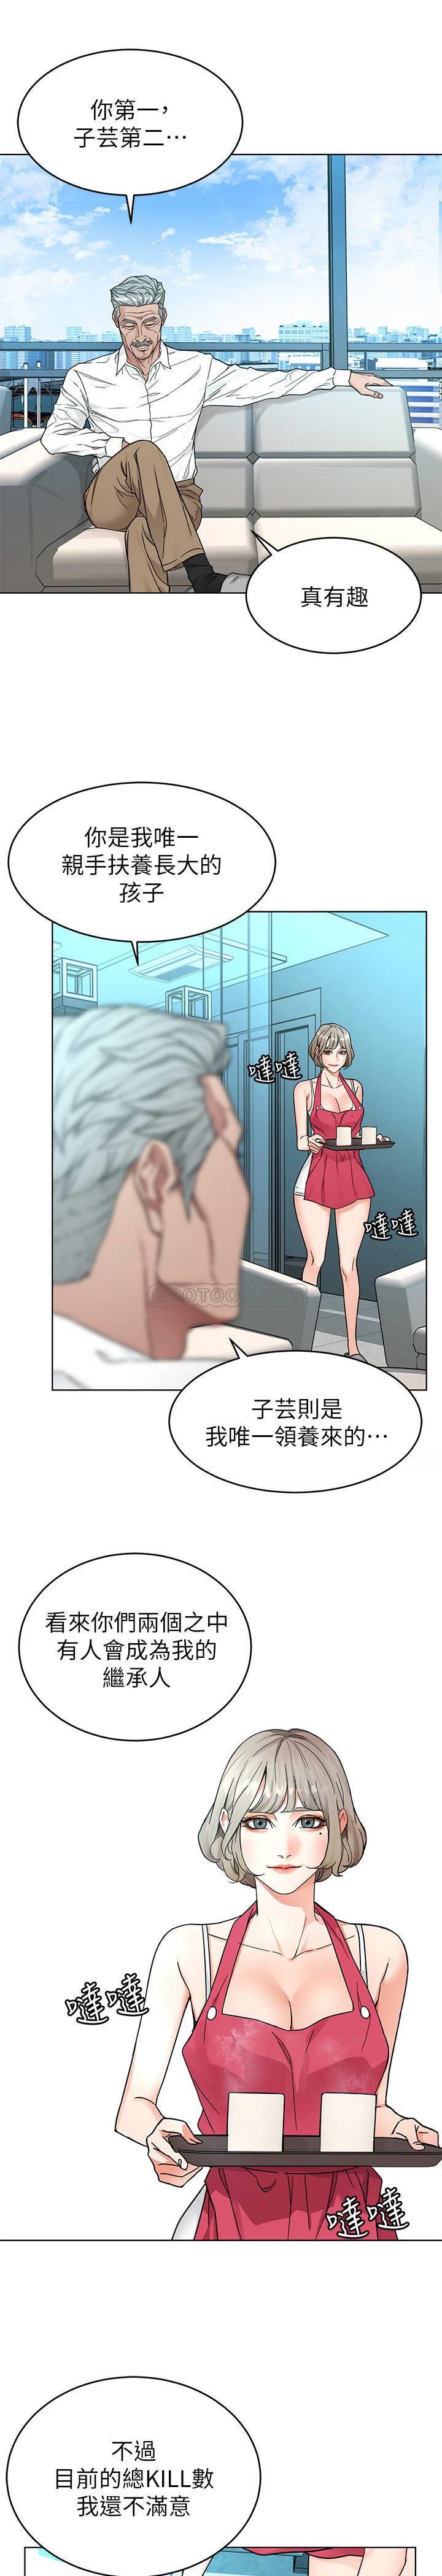 你第一，
子芸第二…
真有趣
你是我唯一
親手扶養長大的
孩子
噠噠
噠噠
子芸則是
我唯一領養來的…
看來你們兩個之中
有人會成為我的
繼承人
噠噠
噠噠
不過
目前的總KILL數
我還不滿意